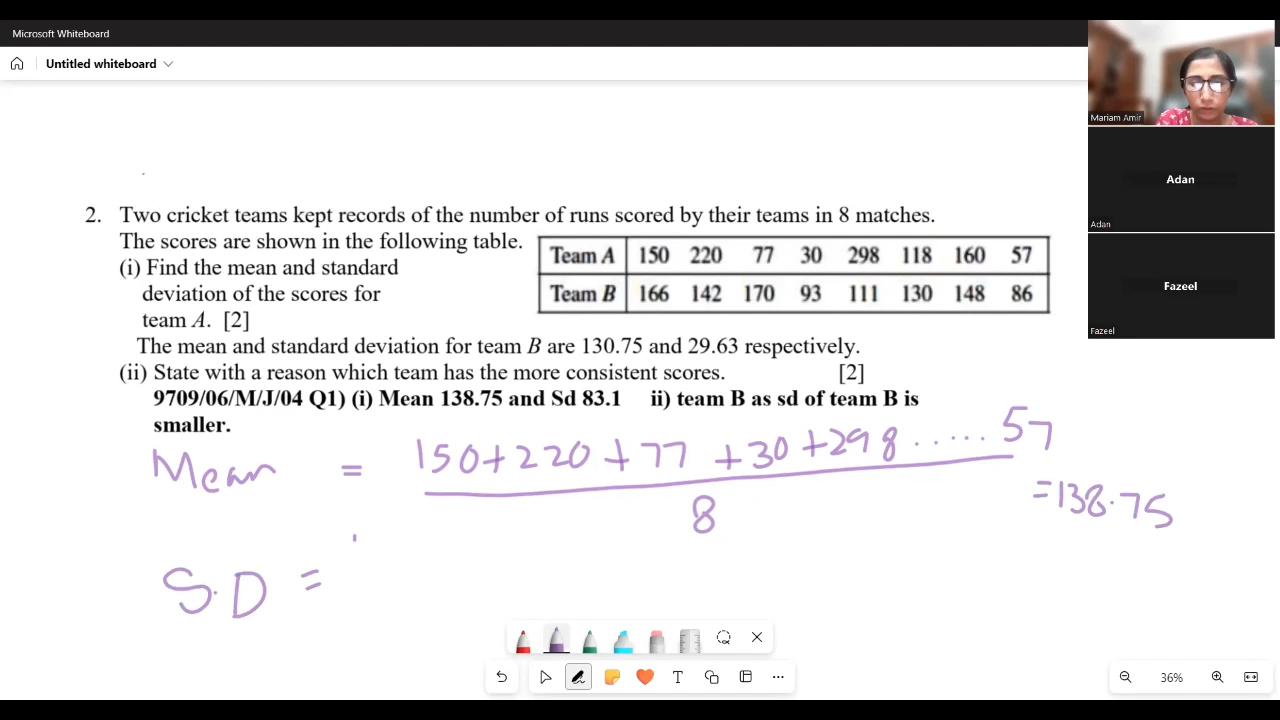 Microsoft Whiteboard
Untitled whiteboard
Mariam Amir
Adan
Adan
Fazeel
Fazeel
2. Two cricket teams kept records of the number of runs scored by their teams in 8 matches.
The scores are shown in the following table.
Team A 150 220 77 30 298 118 160 57
Team B 166 142 170 93 111 130 148 86
(i) Find the mean and standard
deviation of the scores for
team A. [2]
The mean and standard deviation for team B are 130.75 and 29.63 respectively.
(ii) State with a reason which team has the more consistent scores. [2]
9709/06/M/J/04 Q1) (i) Mean 138.75 and Sd 83.1 ii) team B as sd of team B is
smaller.
Mean = 150+220+77+30+298......57
8
=138.75
S.D =
T
36%